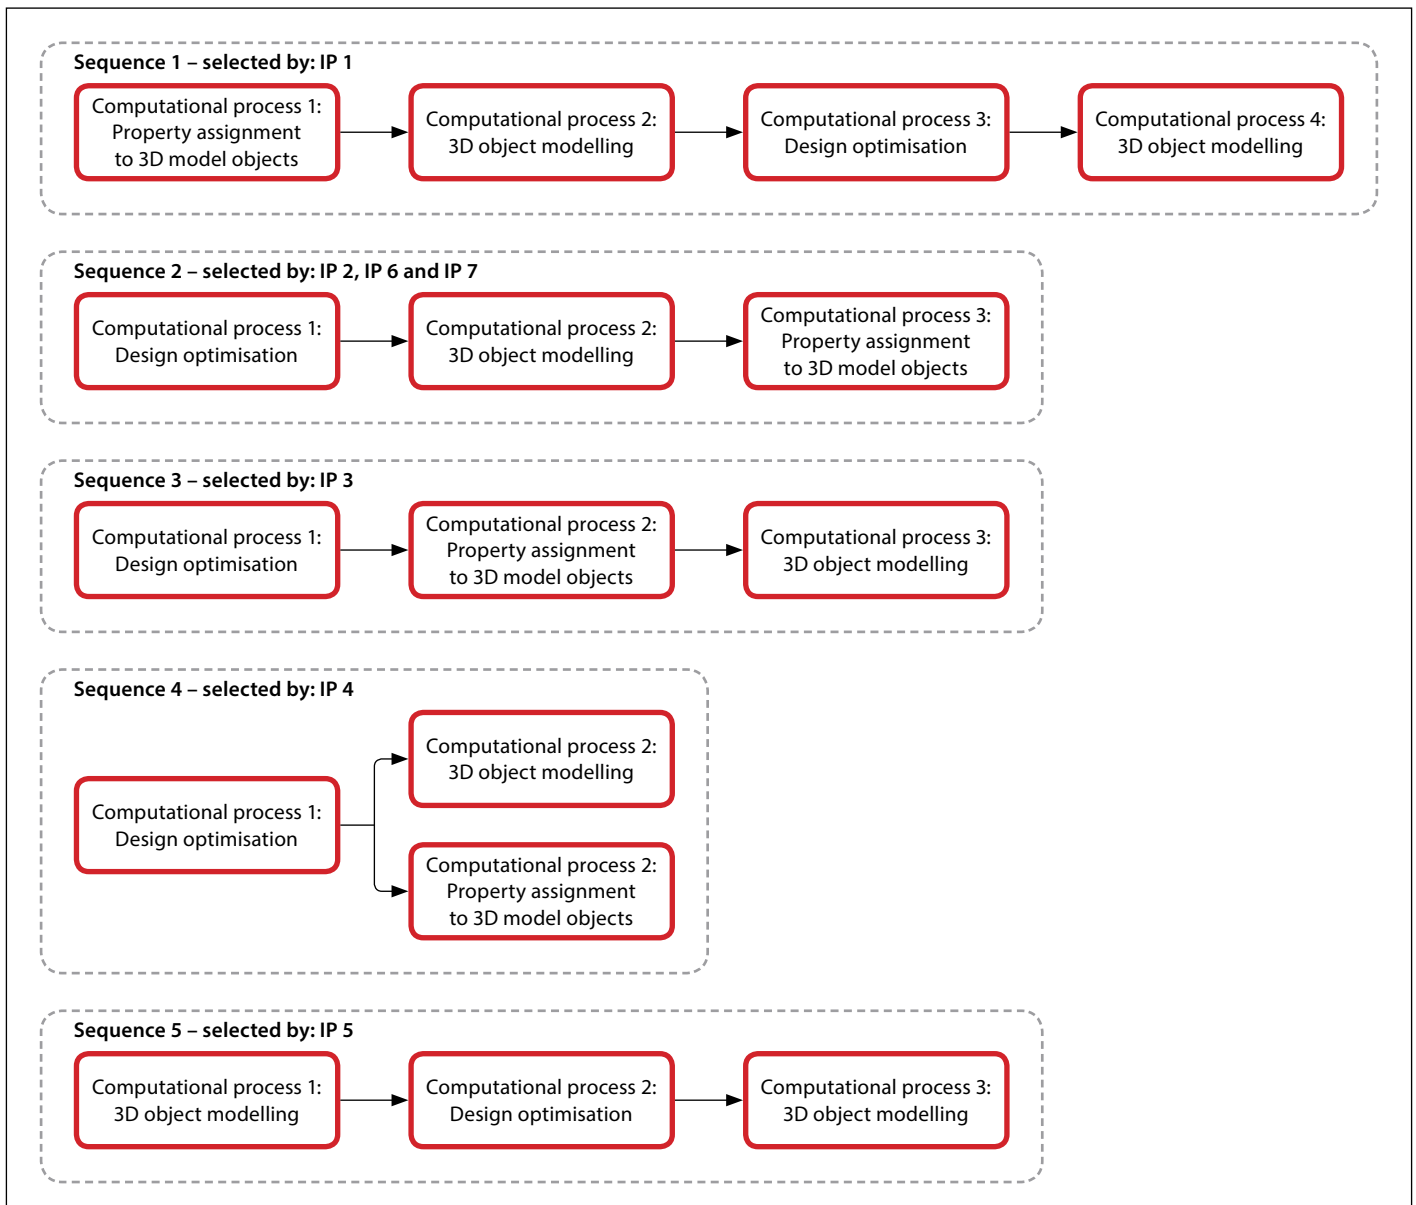 Sequence 1 – selected by: IP 1
Computational process 1:
Property assignment
to 3D model objects
Computational process 2:
3D object modelling
Computational process 3:
Design optimisation
Computational process 4:
3D object modelling
Sequence 2 – selected by: IP 2, IP 6 and IP 7
Computational process 1:
Design optimisation
Computational process 2:
3D object modelling
Computational process 3:
Property assignment
to 3D model objects
Sequence 3 – selected by: IP 3
Computational process 1:
Design optimisation
Computational process 2:
Property assignment
to 3D model objects
Computational process 3:
3D object modelling
Sequence 4 – selected by: IP 4
Computational process 1:
Design optimisation
Computational process 2:
3D object modelling
Computational process 2:
Property assignment
to 3D model objects
Sequence 5 – selected by: IP 5
Computational process 1:
3D object modelling
Computational process 2:
Design optimisation
Computational process 3:
3D object modelling